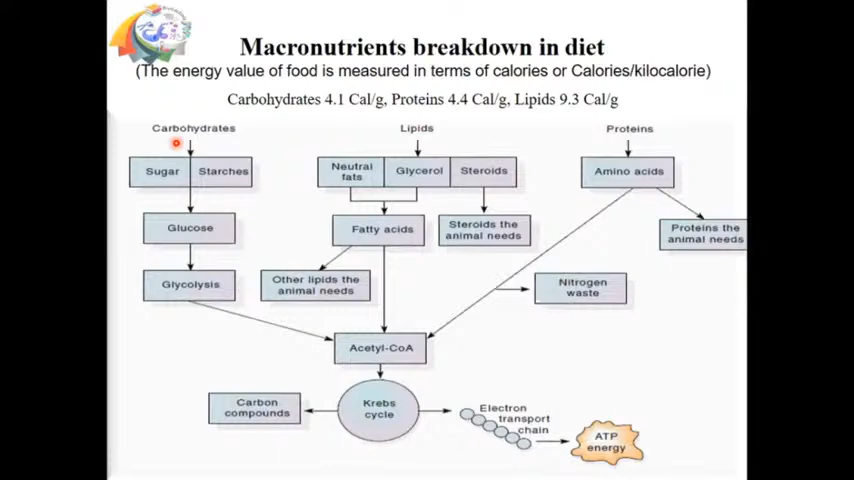 Macronutrients breakdown in diet
(The energy value of food is measured in terms of calories or Calories/kilocalorie)
Carbohydrates 4.1 Cal/g, Proteins 4.4 Cal/g, Lipids 9.3 Cal/g
Carbohydrates
Lipids
Proteins
Sugar
Starches
Neutral
fats
Glycerol
Steroids
Amino acids
Glucose
Fatty acids
Steroids the
animal needs
Proteins the
animal needs
Glycolysis
Other lipids the
animal needs
Nitrogen
waste
Acetyl-CoA
Carbon
compounds
Krebs
cycle
Electron
transport
chain
ATP
energy